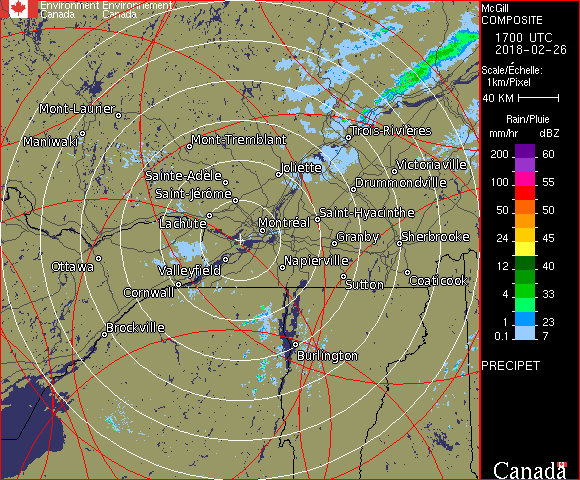 Environment Environnement
Canada Canada
McGill
COMPOSITE
1700 UTC
2018-02-26
Scale/Échelle:
1km/Pixel
40 KM
Rain/Pluie
mm/hr dBZ
200 60
100 55
50 50
24 45
12 40
4 33
1 23
0.1 7
PRECIPET
Canada
Mont-Laurier
Maniwaki
Mont-Tremblant
Trois-Rivières
Sainte-Adèle
Joliette
Victoriaville
Saint-Jérôme
Drummondville
Lachute
Montréal
Saint-Hyacinthe
Granby
Sherbrooke
Ottawa
Valleyfield
Napierville
Cornwall
Sutton
Coaticook
Brockville
Burlington